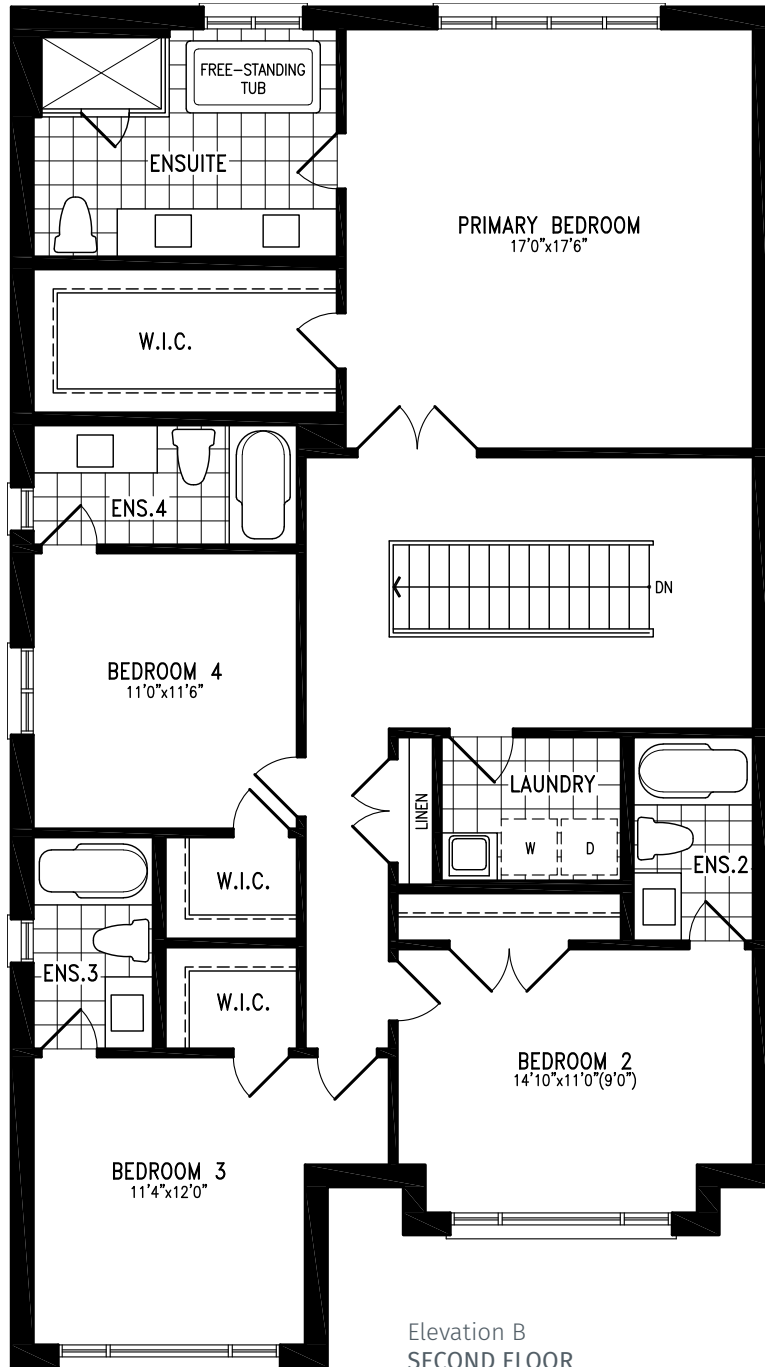 FREE-STANDING
TUB
ENSUITE
PRIMARY BEDROOM
17'0"x17'6"
W.I.C.
ENS.4
DN
BEDROOM 4
11'0"x11'6"
LAUNDRY
LINEN
W
D
ENS.2
W.I.C.
ENS.3
W.I.C.
BEDROOM 2
14'10"x11'0"(9'0")
BEDROOM 3
11'4"x12'0"
Elevation B
SECOND FLOOR